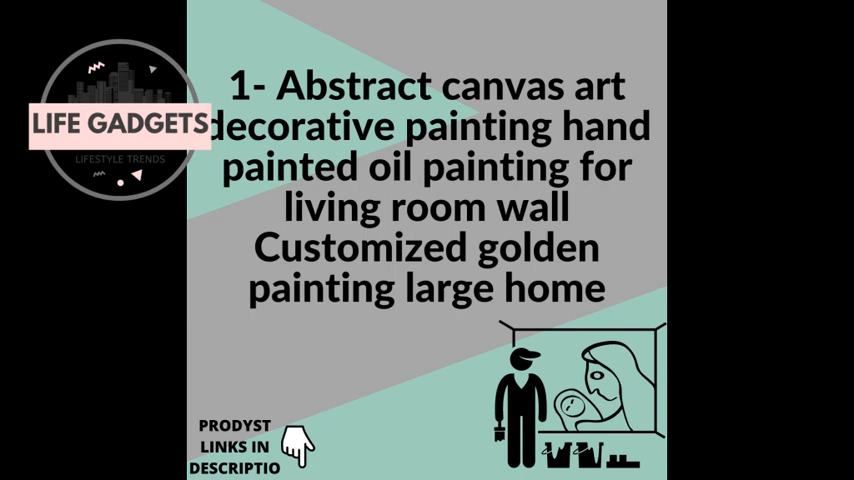 LIFE GADGETS
LIFESTYLE TRENDS
1- Abstract canvas art
decorative painting hand
painted oil painting for
living room wall
Customized golden
painting large home
PRODYST
LINKS IN
DESCRIPTIO